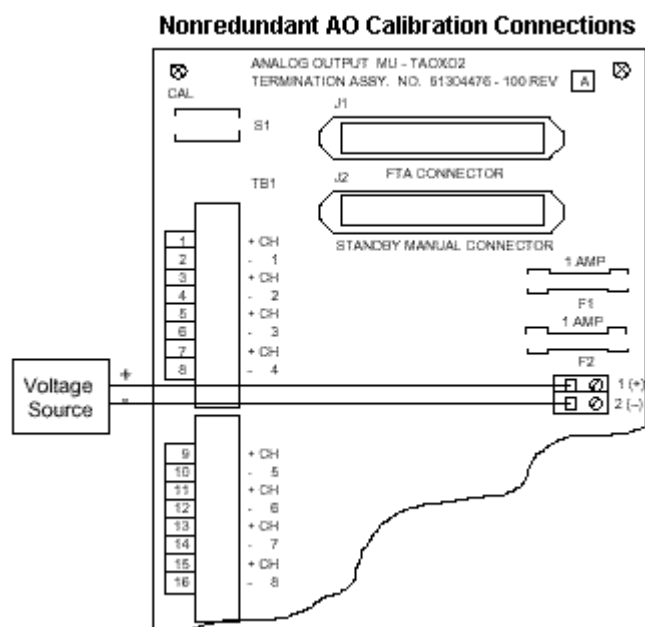 Nonredundant AO Calibration Connections
ANALOG OUTPUT MU - TAOXO2
TERMINATION ASSY. NO. 51304476 - 100 REV A
CAL
S1
J1
FTA CONNECTOR
TB1
J2
STANDBY MANUAL CONNECTOR
1 + CH
2 - 1
3 + CH
4 - 2
5 + CH
6 - 3
7 + CH
8 - 4
1 AMP
F1
1 AMP
F2
Voltage
Source
+
-
1 (+)
2 (–)
9 + CH
10 - 5
11 + CH
12 - 6
13 + CH
14 - 7
15 + CH
16 - 8